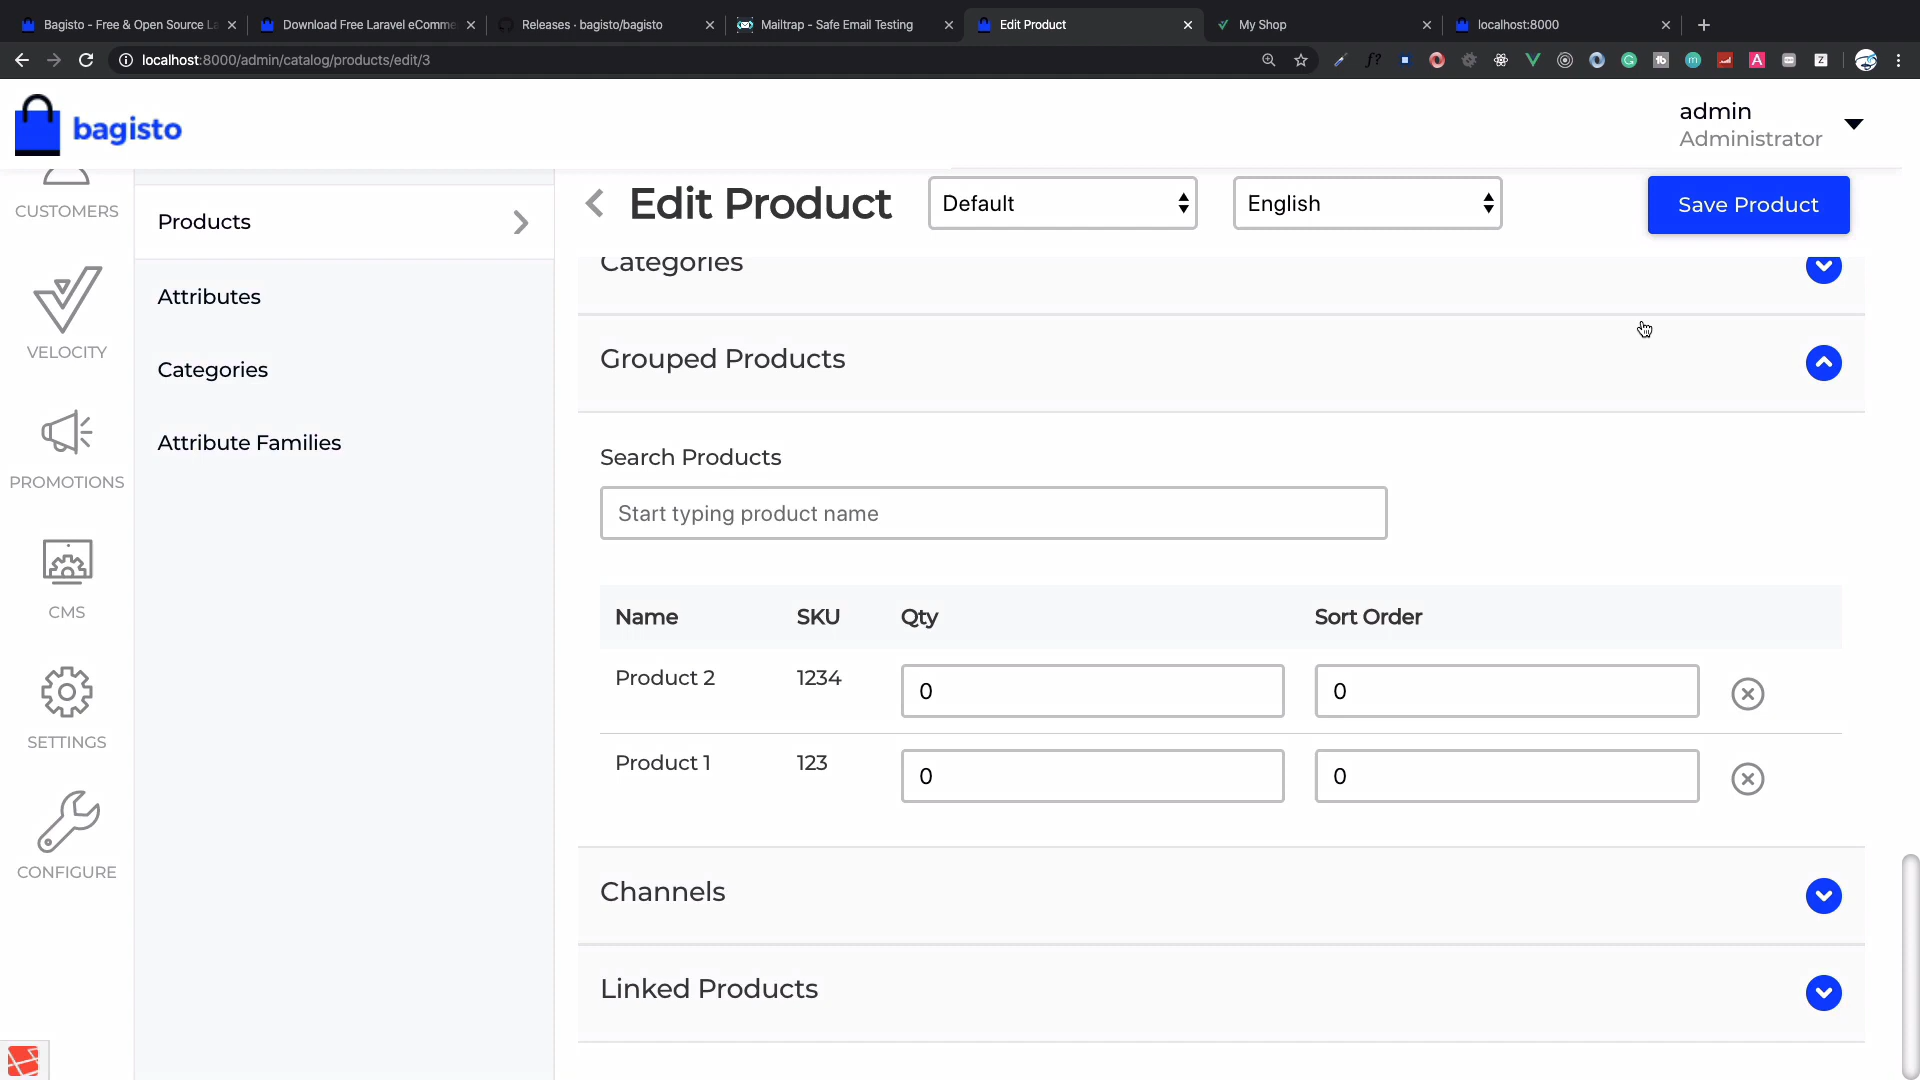 Bagisto - Free & Open Source La
Download Free Laravel eComme
Releases · bagisto/bagisto
Mailtrap - Safe Email Testing
Edit Product
My Shop
localhost:8000
localhost:8000/admin/catalog/products/edit/3
bagisto
admin
Administrator
CUSTOMERS
VELOCITY
PROMOTIONS
CMS
SETTINGS
CONFIGURE
Products
Attributes
Categories
Attribute Families
Edit Product
Default
English
Save Product
Categories
Grouped Products
Search Products
Start typing product name
Name SKU Qty Sort Order
Product 2 1234 0 0
Product 1 123 0 0
Channels
Linked Products